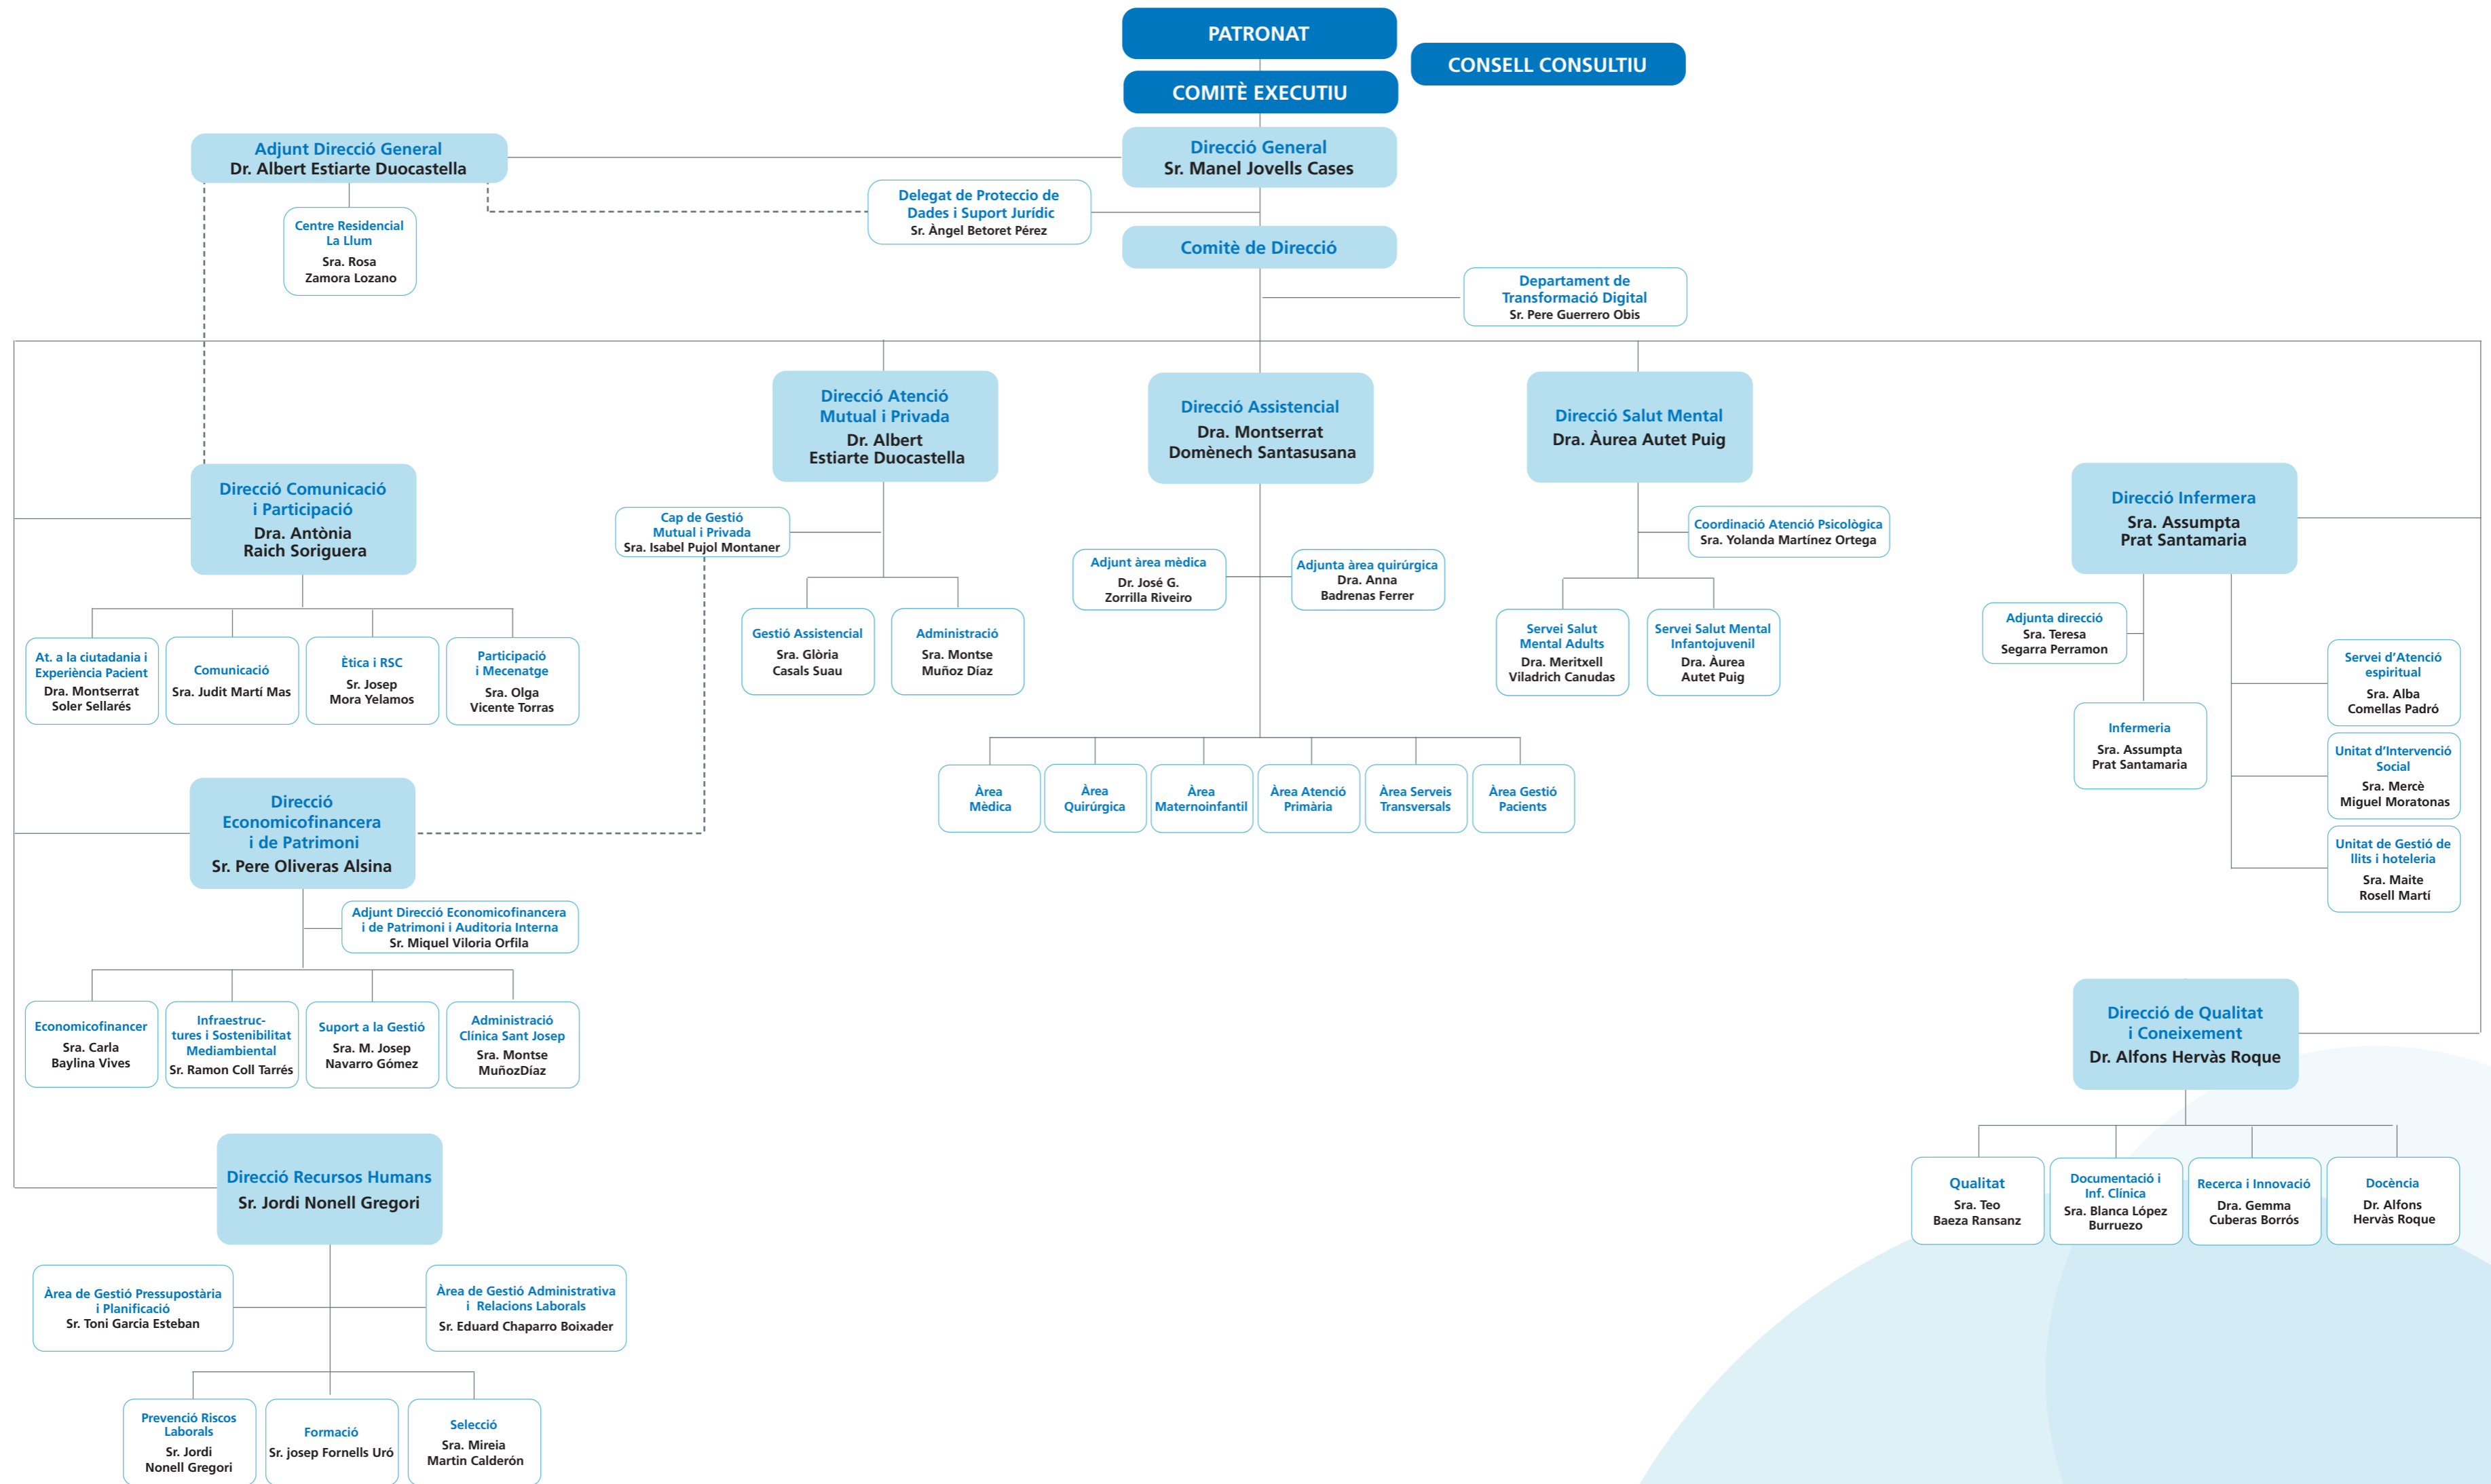 PATRONAT
CONSELL CONSULTIU
COMITÈ EXECUTIU
Adjunt Direcció General
Dr. Albert Estiarte Duocastella
Direcció General
Sr. Manel Jovells Cases
Delegat de Proteccio de
Dades i Suport Jurídic
Sr. Àngel Betoret Pérez
Centre Residencial
La Llum
Sra. Rosa
Zamora Lozano
Comitè de Direcció
Departament de
Transformació Digital
Sr. Pere Guerrero Obis
Direcció Atenció
Mutual i Privada
Dr. Albert
Estiarte Duocastella
Direcció Assistencial
Dra. Montserrat
Domènech Santasusana
Direcció Salut Mental
Dra. Àurea Autet Puig
Direcció Comunicació
i Participació
Dra. Antònia
Raich Soriguera
Direcció Infermera
Sra. Assumpta
Prat Santamaria
Cap de Gestió
Mutual i Privada
Sra. Isabel Pujol Montaner
Coordinació Atenció Psicològica
Sra. Yolanda Martínez Ortega
Adjunt àrea mèdica
Dr. José G.
Zorrilla Riveiro
Adjunta àrea quirúrgica
Dra. Anna
Badrenas Ferrer
Adjunta direcció
Sra. Teresa
Segarra Perramon
At. a la ciutadania i
Experiència Pacient
Dra. Montserrat
Soler Sellarés
Comunicació
Sra. Judit Martí Mas
Ètica i RSC
Sr. Josep
Mora Yelamos
Participació
i Mecenatge
Sra. Olga
Vicente Torras
Gestió Assistencial
Sra. Glòria
Casals Suau
Administració
Sra. Montse
Muñoz Díaz
Servei Salut
Mental Adults
Dra. Meritxell
Viladrich Canudas
Servei Salut Mental
Infantojuvenil
Dra. Àurea
Autet Puig
Servei d’Atenció
espiritual
Sra. Alba
Comellas Padró
Infermeria
Sra. Assumpta
Prat Santamaria
Unitat d’Intervenció
Social
Sra. Mercè
Miguel Moratonas
Unitat de Gestió de
llits i hoteleria
Sra. Maite
Rosell Martí
Àrea
Mèdica
Àrea
Quirúrgica
Àrea
Maternoinfantil
Àrea Atenció
Primària
Àrea Serveis
Transversals
Àrea Gestió
Pacients
Direcció
Economicofinancera
i de Patrimoni
Sr. Pere Oliveras Alsina
Adjunt Direcció Economicofinancera
i de Patrimoni i Auditoria Interna
Sr. Miquel Viloria Orfila
Economicofinancer
Sra. Carla
Baylina Vives
Infraestruc-
tures i Sostenibilitat
Mediambiental
Sr. Ramon Coll Tarrés
Suport a la Gestió
Sra. M. Josep
Navarro Gómez
Administració
Clínica Sant Josep
Sra. Montse
MuñozDíaz
Direcció de Qualitat
i Coneixement
Dr. Alfons Hervàs Roque
Qualitat
Sra. Teo
Baeza Ransanz
Documentació i
Inf. Clínica
Sra. Blanca López
Burruezo
Recerca i Innovació
Dra. Gemma
Cuberas Borrós
Docència
Dr. Alfons
Hervàs Roque
Direcció Recursos Humans
Sr. Jordi Nonell Gregori
Àrea de Gestió Pressupostària
i Planificació
Sr. Toni Garcia Esteban
Àrea de Gestió Administrativa
i Relacions Laborals
Sr. Eduard Chaparro Boixader
Prevenció Riscos
Laborals
Sr. Jordi
Nonell Gregori
Formació
Sr. josep Fornells Uró
Selecció
Sra. Mireia
Martin Calderón